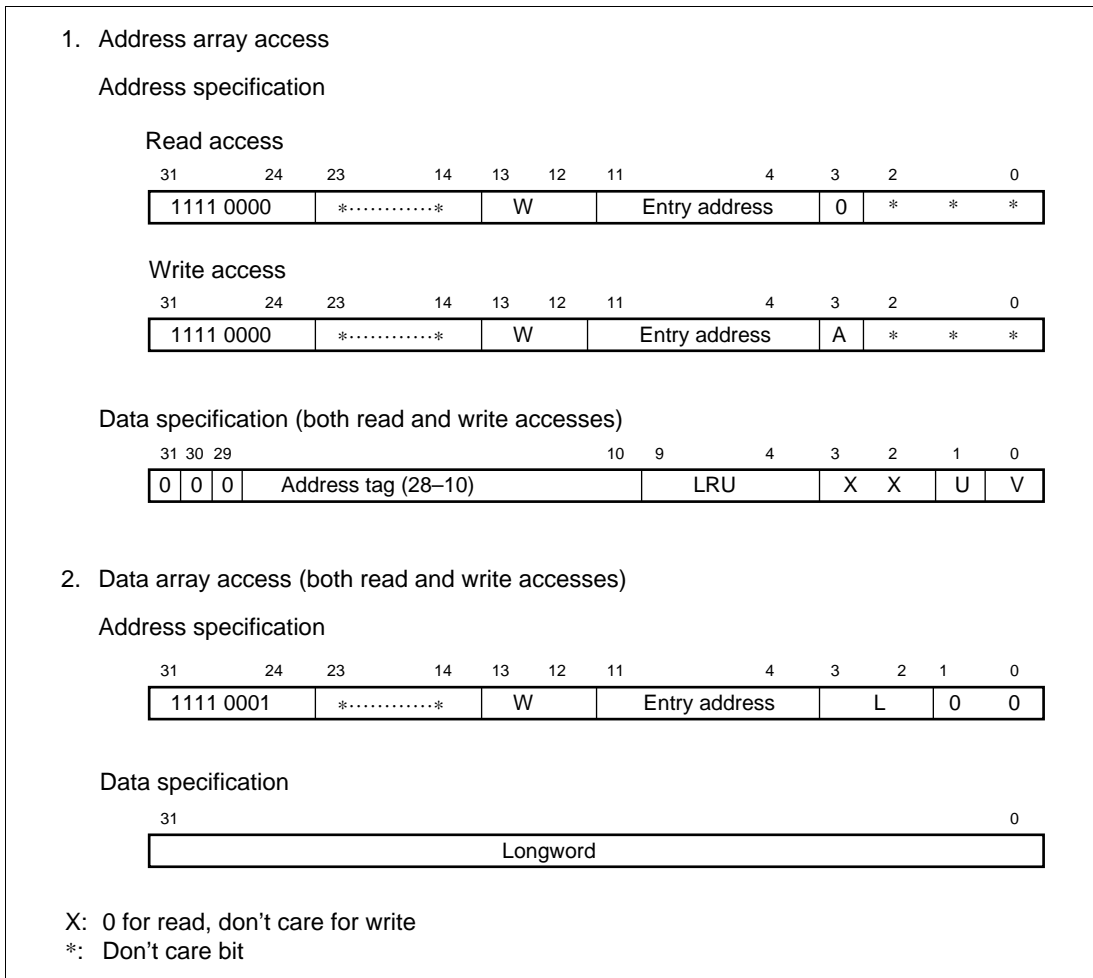 1. Address array access
Address specification
Read access
31 24 23 14 13 12 11 4 3 2 0
1111 0000 *············* W Entry address 0 * * *
Write access
31 24 23 14 13 12 11 4 3 2 0
1111 0000 *············* W Entry address A * * *
Data specification (both read and write accesses)
31 30 29 10 9 4 3 2 1 0
0 0 0 Address tag (28–10) LRU X X U V
2. Data array access (both read and write accesses)
Address specification
31 24 23 14 13 12 11 4 3 2 1 0
1111 0001 *············* W Entry address L 0 0
Data specification
31 0
Longword
X: 0 for read, don't care for write
*: Don't care bit